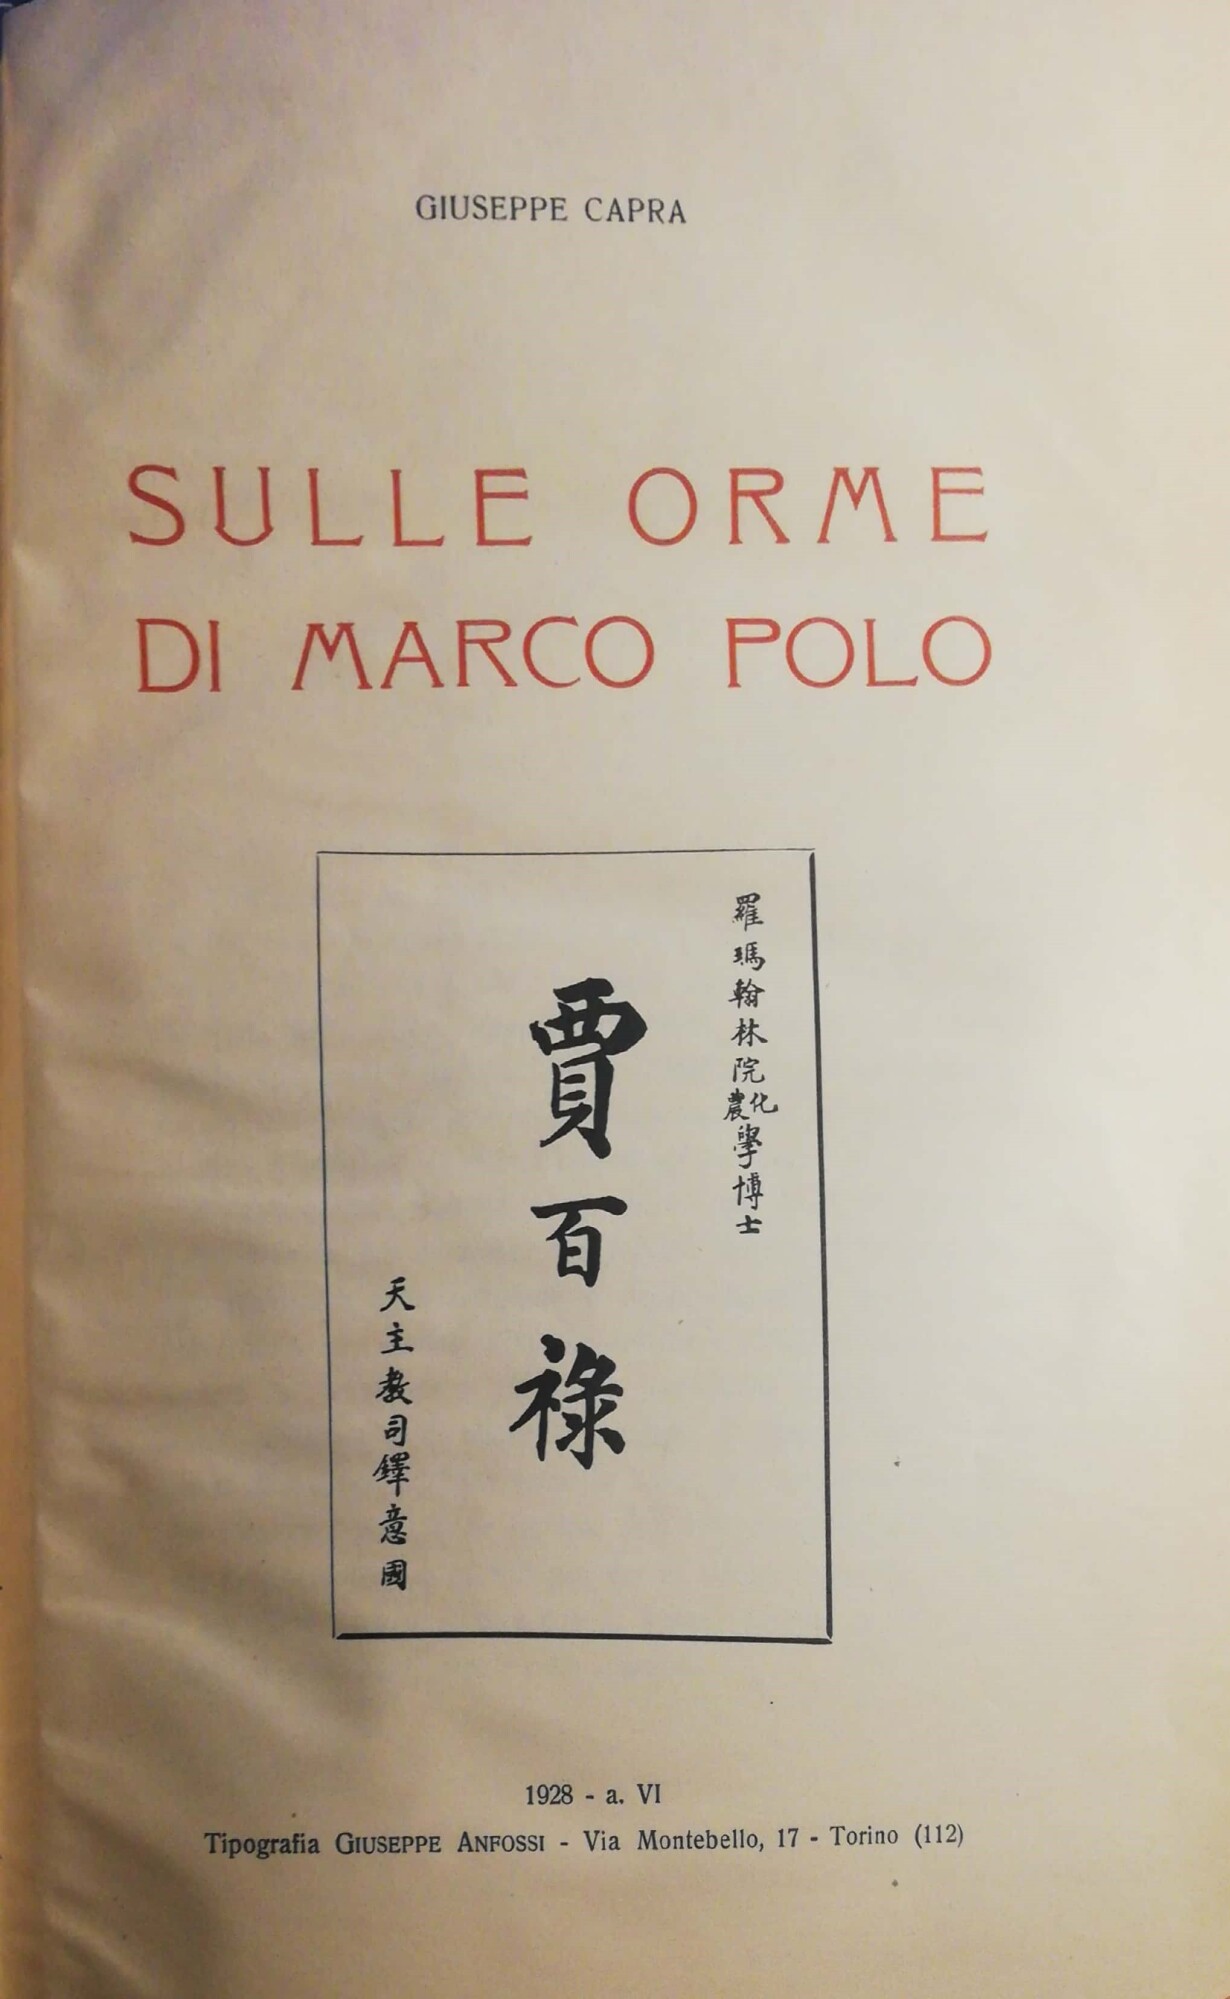 GIUSEPPE CAPRA
SULLE ORME
DI MARCO POLO
羅瑪翰林院農化學博士
賈百祿
天主教司鐸意國
1928 - a. VI
Tipografia GIUSEPPE ANFOSSI - Via Montebello, 17 - Torino (112)